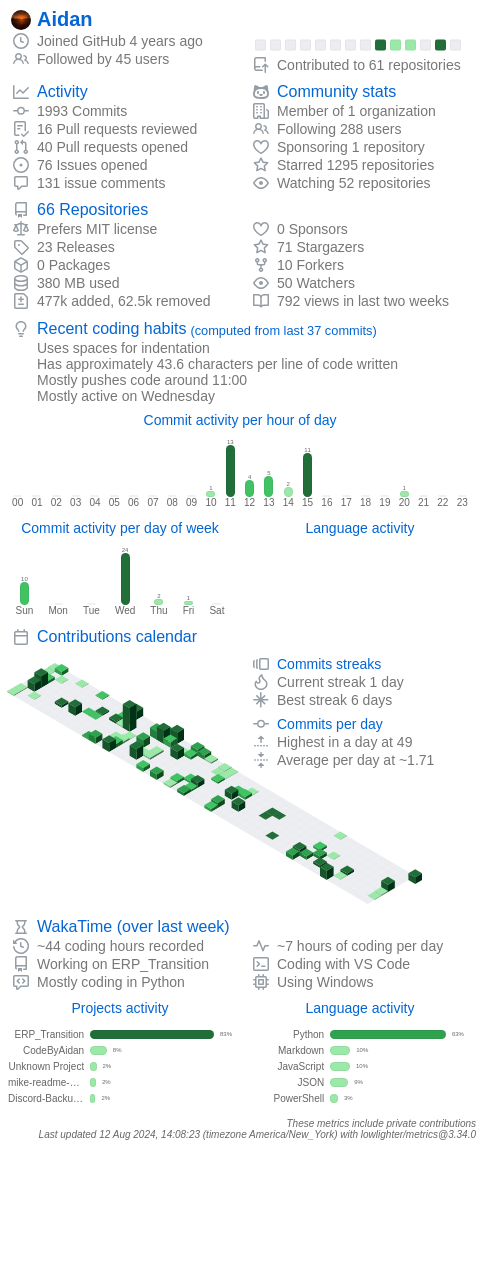 Aidan
Joined GitHub 4 years ago
Followed by 45 users
Contributed to 61 repositories
Activity
1993 Commits
16 Pull requests reviewed
40 Pull requests opened
76 Issues opened
131 issue comments
Community stats
Member of 1 organization
Following 288 users
Sponsoring 1 repository
Starred 1295 repositories
Watching 52 repositories
66 Repositories
Prefers MIT license
23 Releases
0 Packages
380 MB used
477k added, 62.5k removed
0 Sponsors
71 Stargazers
10 Forkers
50 Watchers
792 views in last two weeks
Recent coding habits (computed from last 37 commits)
Uses spaces for indentation
Has approximately 43.6 characters per line of code written
Mostly pushes code around 11:00
Mostly active on Wednesday
Commit activity per hour of day
1 13 4 5 2 11 1
00 01 02 03 04 05 06 07 08 09 10 11 12 13 14 15 16 17 18 19 20 21 22 23
Commit activity per day of week
10 24 2 1
Sun Mon Tue Wed Thu Fri Sat
Language activity
Contributions calendar
Commits streaks
Current streak 1 day
Best streak 6 days
Commits per day
Highest in a day at 49
Average per day at ~1.71
WakaTime (over last week)
~44 coding hours recorded
Working on ERP_Transition
Mostly coding in Python
~7 hours of coding per day
Coding with VS Code
Using Windows
Projects activity
ERP_Transition 83%
CodeByAidan 8%
Unknown Project 2%
mike-readme-... 2%
Discord-Backu... 2%
Language activity
Python 63%
Markdown 10%
JavaScript 10%
JSON 9%
PowerShell 3%
These metrics include private contributions
Last updated 12 Aug 2024, 14:08:23 (timezone America/New_York) with lowlighter/metrics@3.34.0